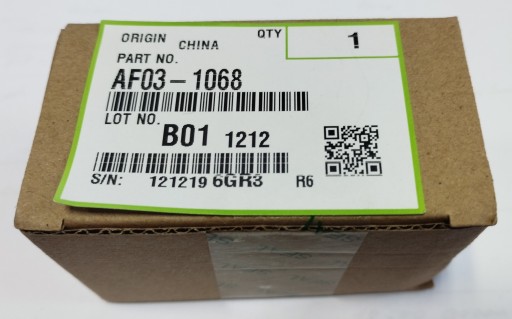 ORIGIN CHINA QTY 1
PART NO.
AF03-1068
LOT NO.
B01 1212
S/N: 121219 6GR3 R6